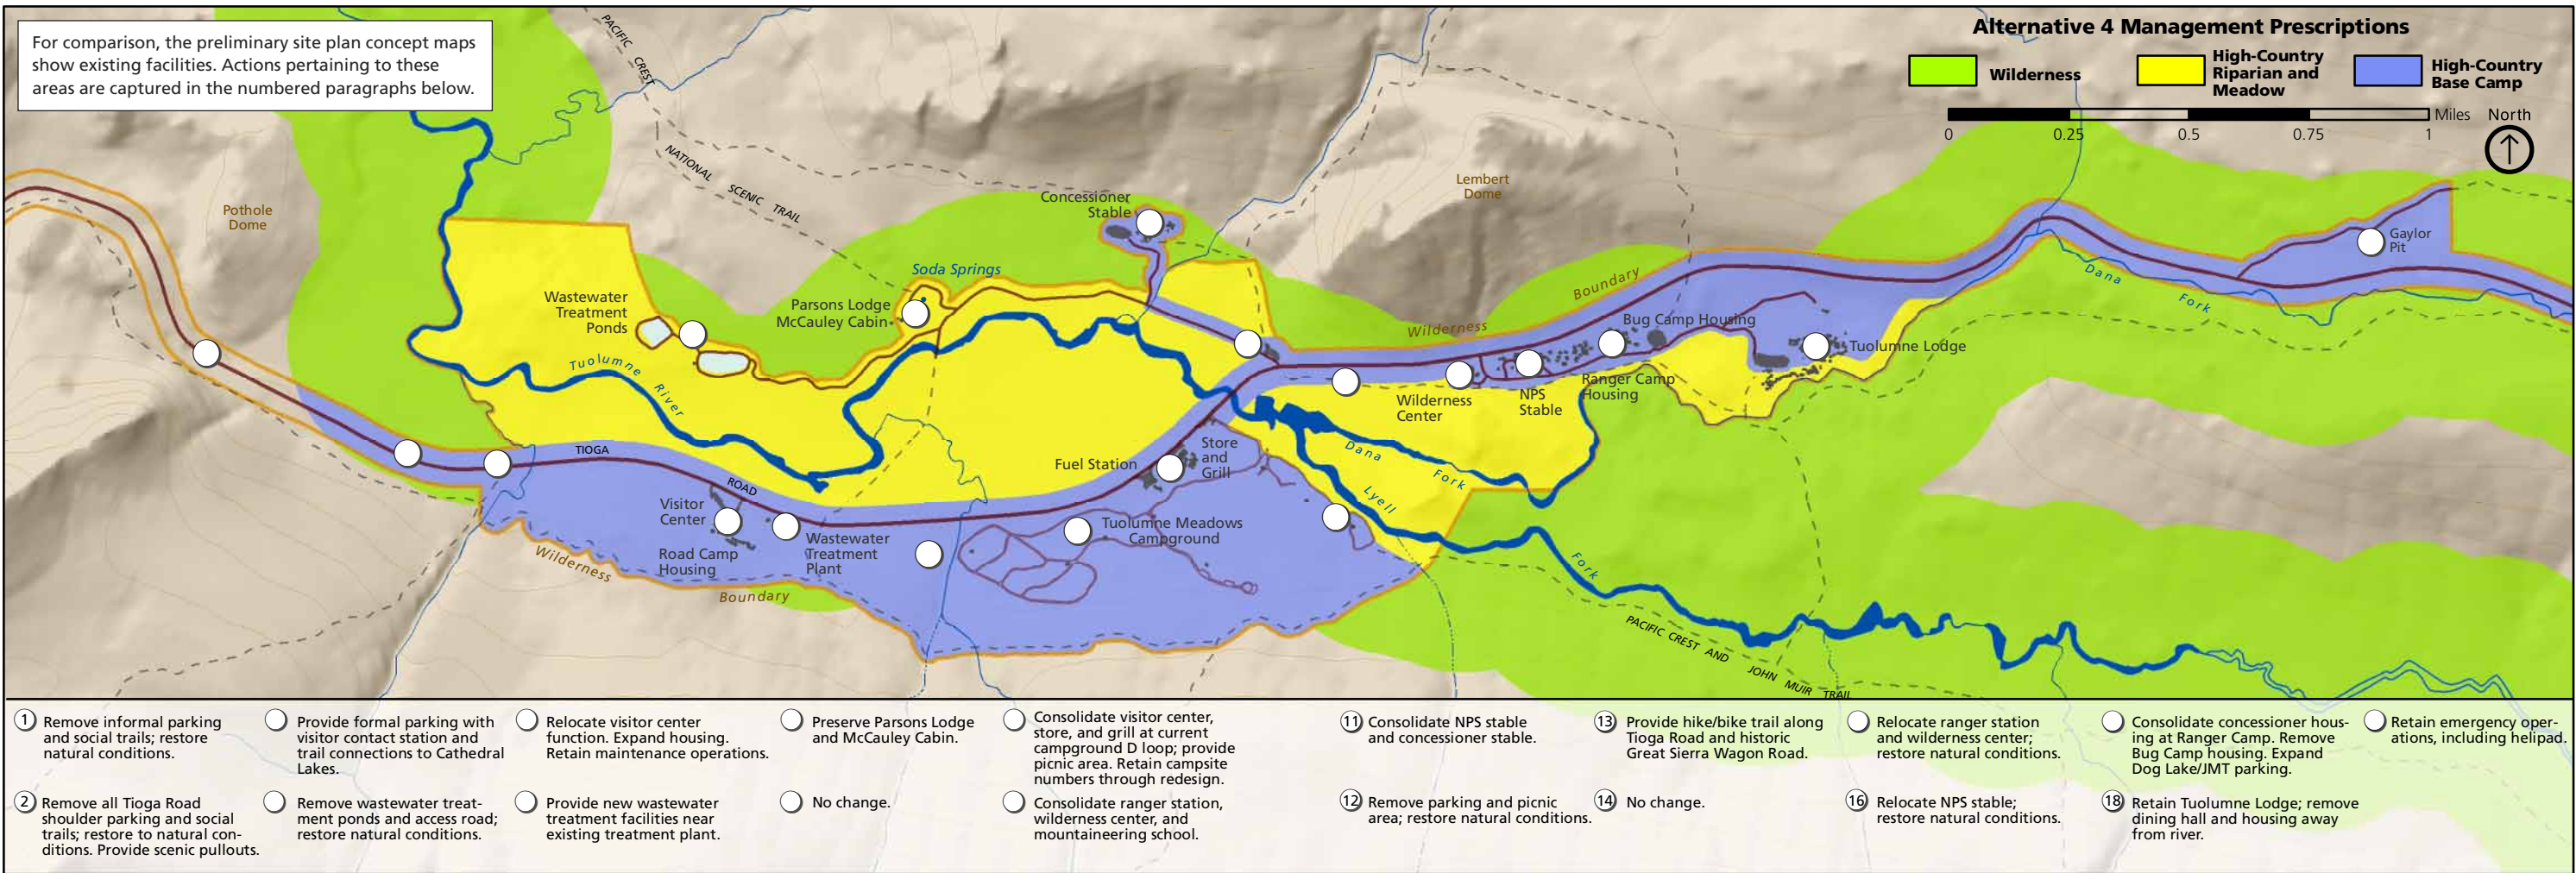 For comparison, the preliminary site plan concept maps
show existing facilities. Actions pertaining to these
areas are captured in the numbered paragraphs below.
Alternative 4 Management Prescriptions
Wilderness
High-Country
Riparian and
Meadow
High-Country
Base Camp
Miles
North
0
0.25
0.5
0.75
1
PACIFIC CREST
NATIONAL SCENIC TRAIL
Pothole
Dome
Lembert
Dome
Concessioner
Stable
Gaylor
Pit
Soda Springs
Parsons Lodge
McCauley Cabin
Wastewater
Treatment
Ponds
Tuolumne River
Wilderness Boundary
Bug Camp Housing
Tuolumne Lodge
Ranger Camp
Housing
NPS
Stable
Wilderness
Center
Dana Fork
Dana Fork
Lyell Fork
TIOGA ROAD
Store
and
Grill
Fuel Station
Visitor
Center
Road Camp
Housing
Wastewater
Treatment
Plant
Tuolumne Meadows
Campground
Wilderness Boundary
PACIFIC CREST AND JOHN MUIR TRAIL
1 Remove informal parking
and social trails; restore
natural conditions.
2 Remove all Tioga Road
shoulder parking and social
trails; restore to natural con-
ditions. Provide scenic pullouts.
Provide formal parking with
visitor contact station and
trail connections to Cathedral
Lakes.
Remove wastewater treat-
ment ponds and access road;
restore natural conditions.
Relocate visitor center
function. Expand housing.
Retain maintenance operations.
Provide new wastewater
treatment facilities near
existing treatment plant.
Preserve Parsons Lodge
and McCauley Cabin.
No change.
Consolidate visitor center,
store, and grill at current
campground D loop; provide
picnic area. Retain campsite
numbers through redesign.
Consolidate ranger station,
wilderness center, and
mountaineering school.
11 Consolidate NPS stable
and concessioner stable.
12 Remove parking and picnic
area; restore natural conditions.
13 Provide hike/bike trail along
Tioga Road and historic
Great Sierra Wagon Road.
14 No change.
Relocate ranger station
and wilderness center;
restore natural conditions.
16 Relocate NPS stable;
restore natural conditions.
Consolidate concessioner hous-
ing at Ranger Camp. Remove
Bug Camp housing. Expand
Dog Lake/JMT parking.
18 Retain Tuolumne Lodge; remove
dining hall and housing away
from river.
Retain emergency oper-
ations, including helipad.